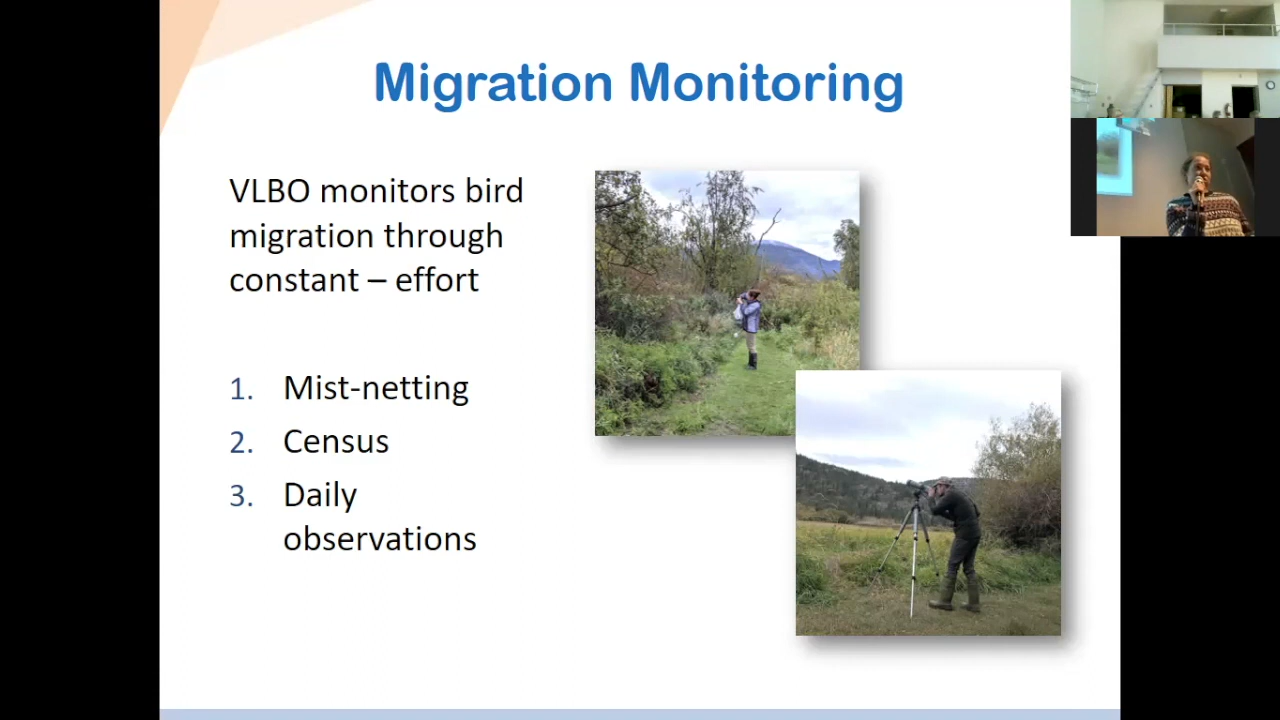 Migration Monitoring
VLBO monitors bird
migration through
constant – effort
1. Mist-netting
2. Census
3. Daily
observations